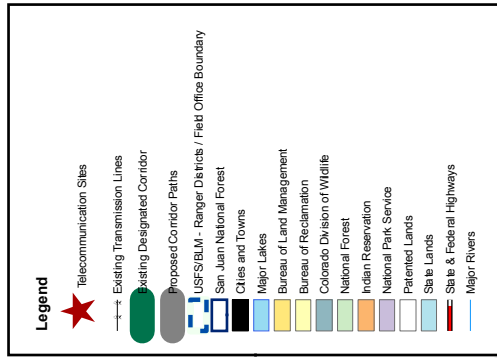 Legend
Telecommunication Sites
Existing Transmission Lines
Existing Designated Corridor
Proposed Corridor Paths
USFS/BLM - Ranger Districts / Field Office Boundary
San Juan National Forest
Cities and Towns
Major Lakes
Bureau of Land Management
Bureau of Reclamation
Colorado Division of Wildlife
National Forest
Indian Reservation
National Park Service
Patented Lands
State Lands
State & Federal Highways
Major Rivers